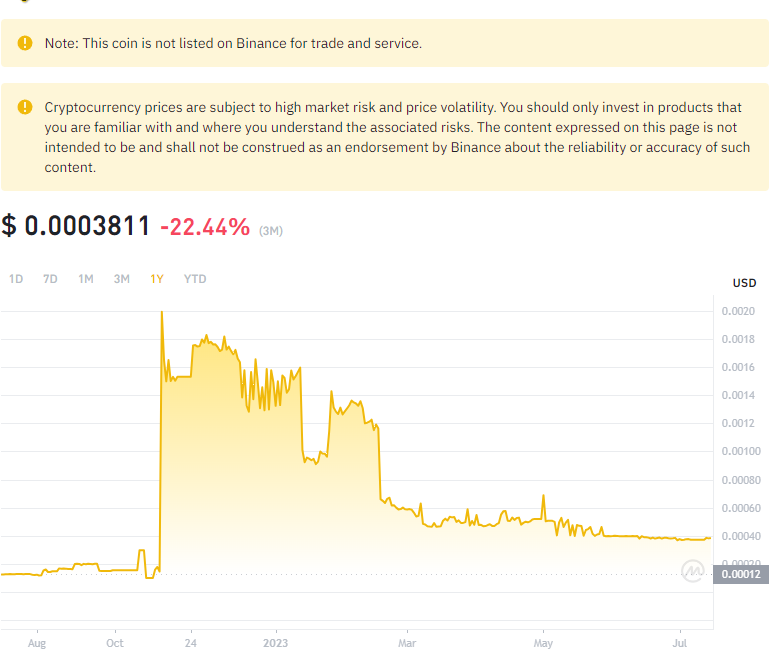 Note: This coin is not listed on Binance for trade and service.
Cryptocurrency prices are subject to high market risk and price volatility. You should only invest in products that
you are familiar with and where you understand the associated risks. The content expressed on this page is not
intended to be and shall not be construed as an endorsement by Binance about the reliability or accuracy of such
content.
$ 0.0003811 -22.44% (3M)
1D 7D 1M 3M 1Y YTD
USD
0.0020
0.0018
0.0016
0.0014
0.0012
0.00100
0.00080
0.00060
0.00040
0.00020
0.00012
Aug Oct 24 2023 Mar May Jul